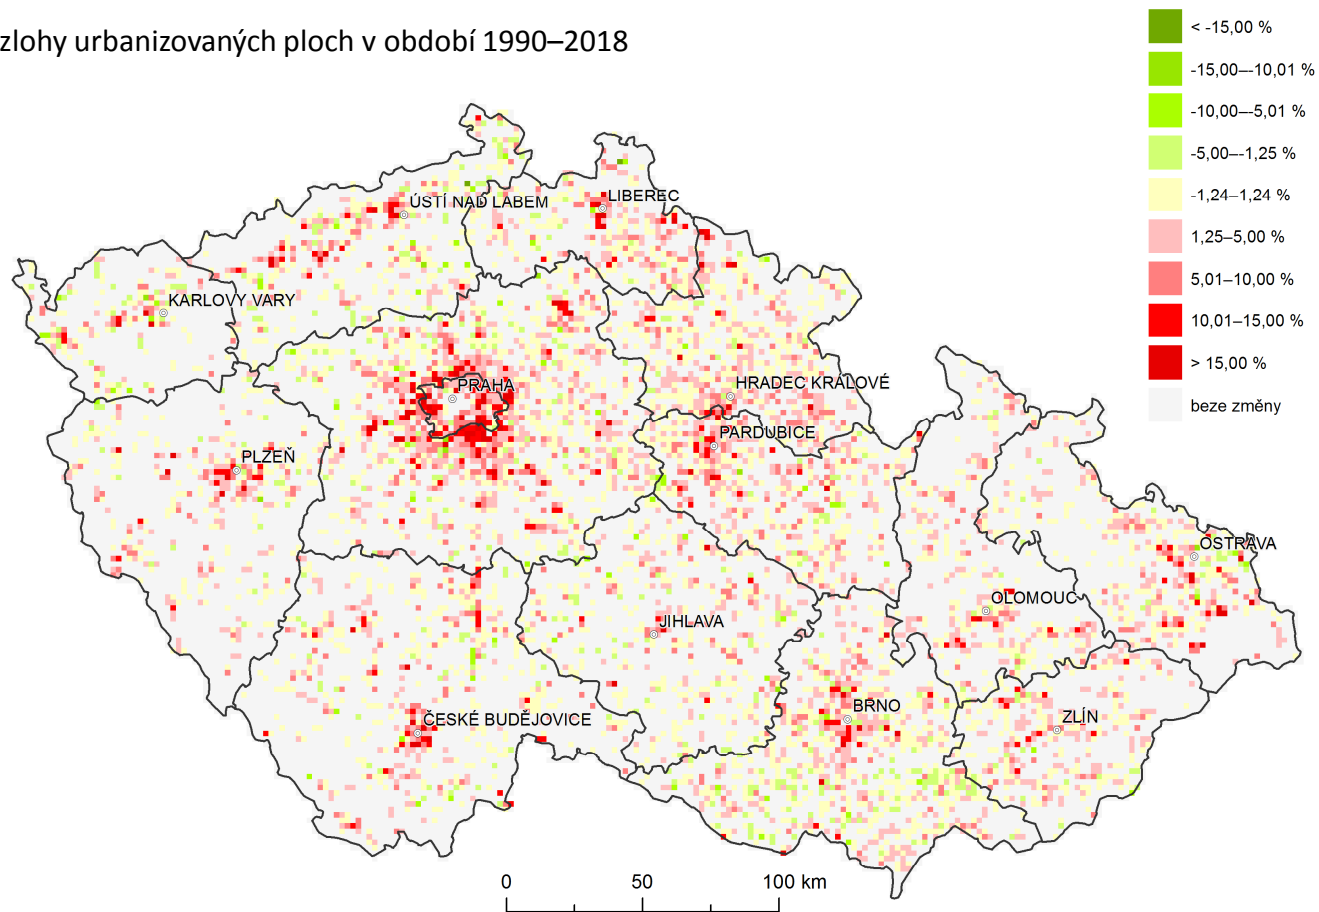 zlohy urbanizovaných ploch v období 1990–2018
< -15,00 %
-15,00–-10,01 %
-10,00–-5,01 %
-5,00–-1,25 %
-1,24–1,24 %
1,25–5,00 %
5,01–10,00 %
10,01–15,00 %
> 15,00 %
beze změny
ÚSTÍ NAD LABEM
LIBEREC
KARLOVY VARY
PRAHA
HRADEC KRÁLOVÉ
PARDUBICE
PLZEŇ
OSTRAVA
OLOMOUC
JIHLAVA
BRNO
ZLÍN
ČESKÉ BUDĚJOVICE
0 50 100 km